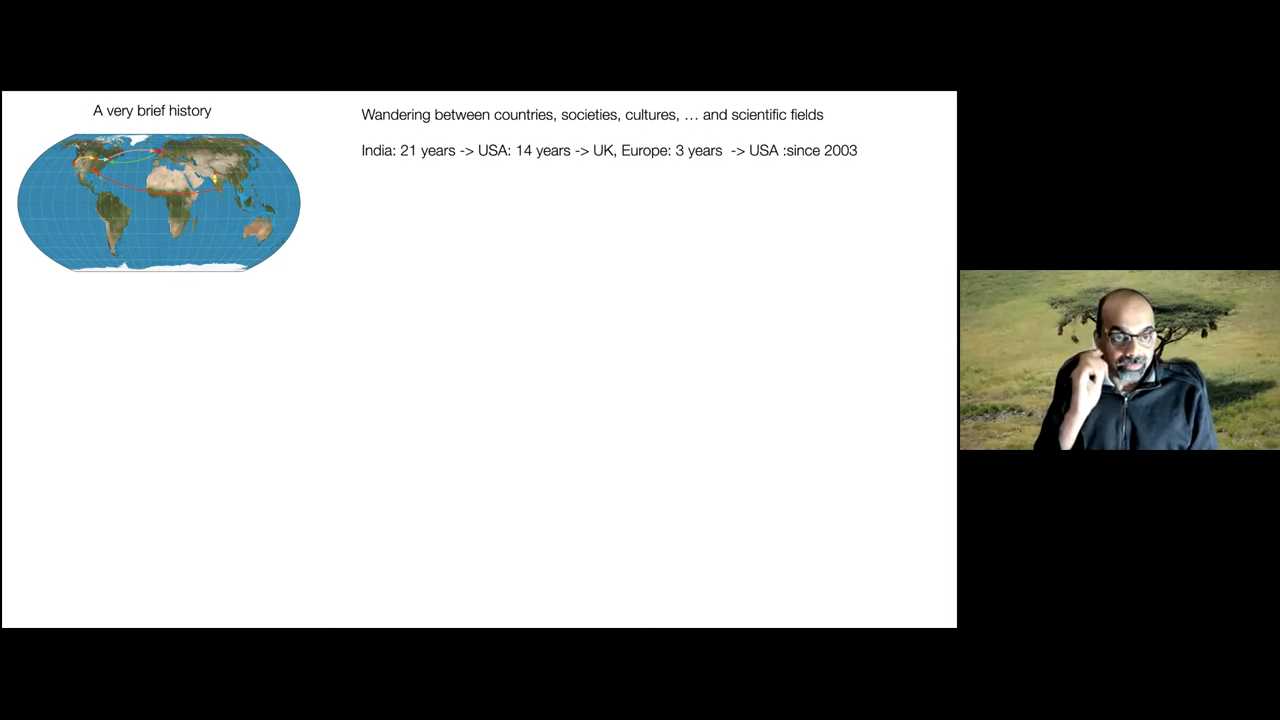 A very brief history
Wandering between countries, societies, cultures, … and scientific fields
India: 21 years -> USA: 14 years -> UK, Europe: 3 years  -> USA :since 2003